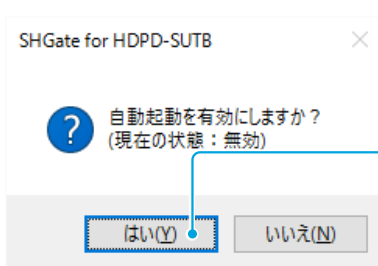 SHGate for HDPD-SUTB
自動起動を有効にしますか？
(現在の状態：無効)
はい(Y)
いいえ(N)